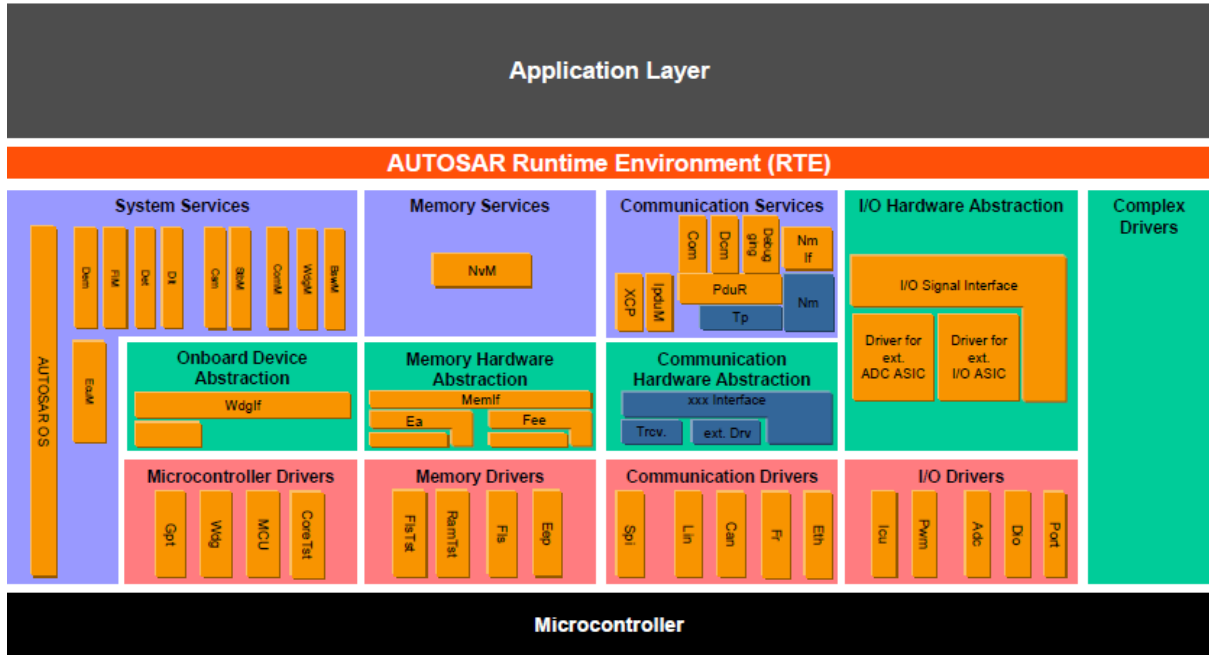 Application Layer
AUTOSAR Runtime Environment (RTE)
System Services
AUTOSAR OS
Dem
FiM
Det
Dlt
Csm
StbM
ComM
WdgM
BswM
EcuM
Memory Services
NvM
Communication Services
XCP
IpduM
Com
Dcm
Debug
ging
Nm
If
PduR
Tp
Nm
I/O Hardware Abstraction
I/O Signal Interface
Driver for
ext.
ADC ASIC
Driver for
ext.
I/O ASIC
Complex
Drivers
Onboard Device
Abstraction
WdgIf
Memory Hardware
Abstraction
MemIf
Ea
Fee
Communication
Hardware Abstraction
xxx Interface
Trcv.
ext. Drv
Microcontroller Drivers
Gpt
Wdg
MCU
CoreTst
Memory Drivers
FlsTst
RamTst
Fls
Eep
Communication Drivers
Spi
Lin
Can
Fr
Eth
I/O Drivers
Icu
Pwm
Adc
Dio
Port
Microcontroller